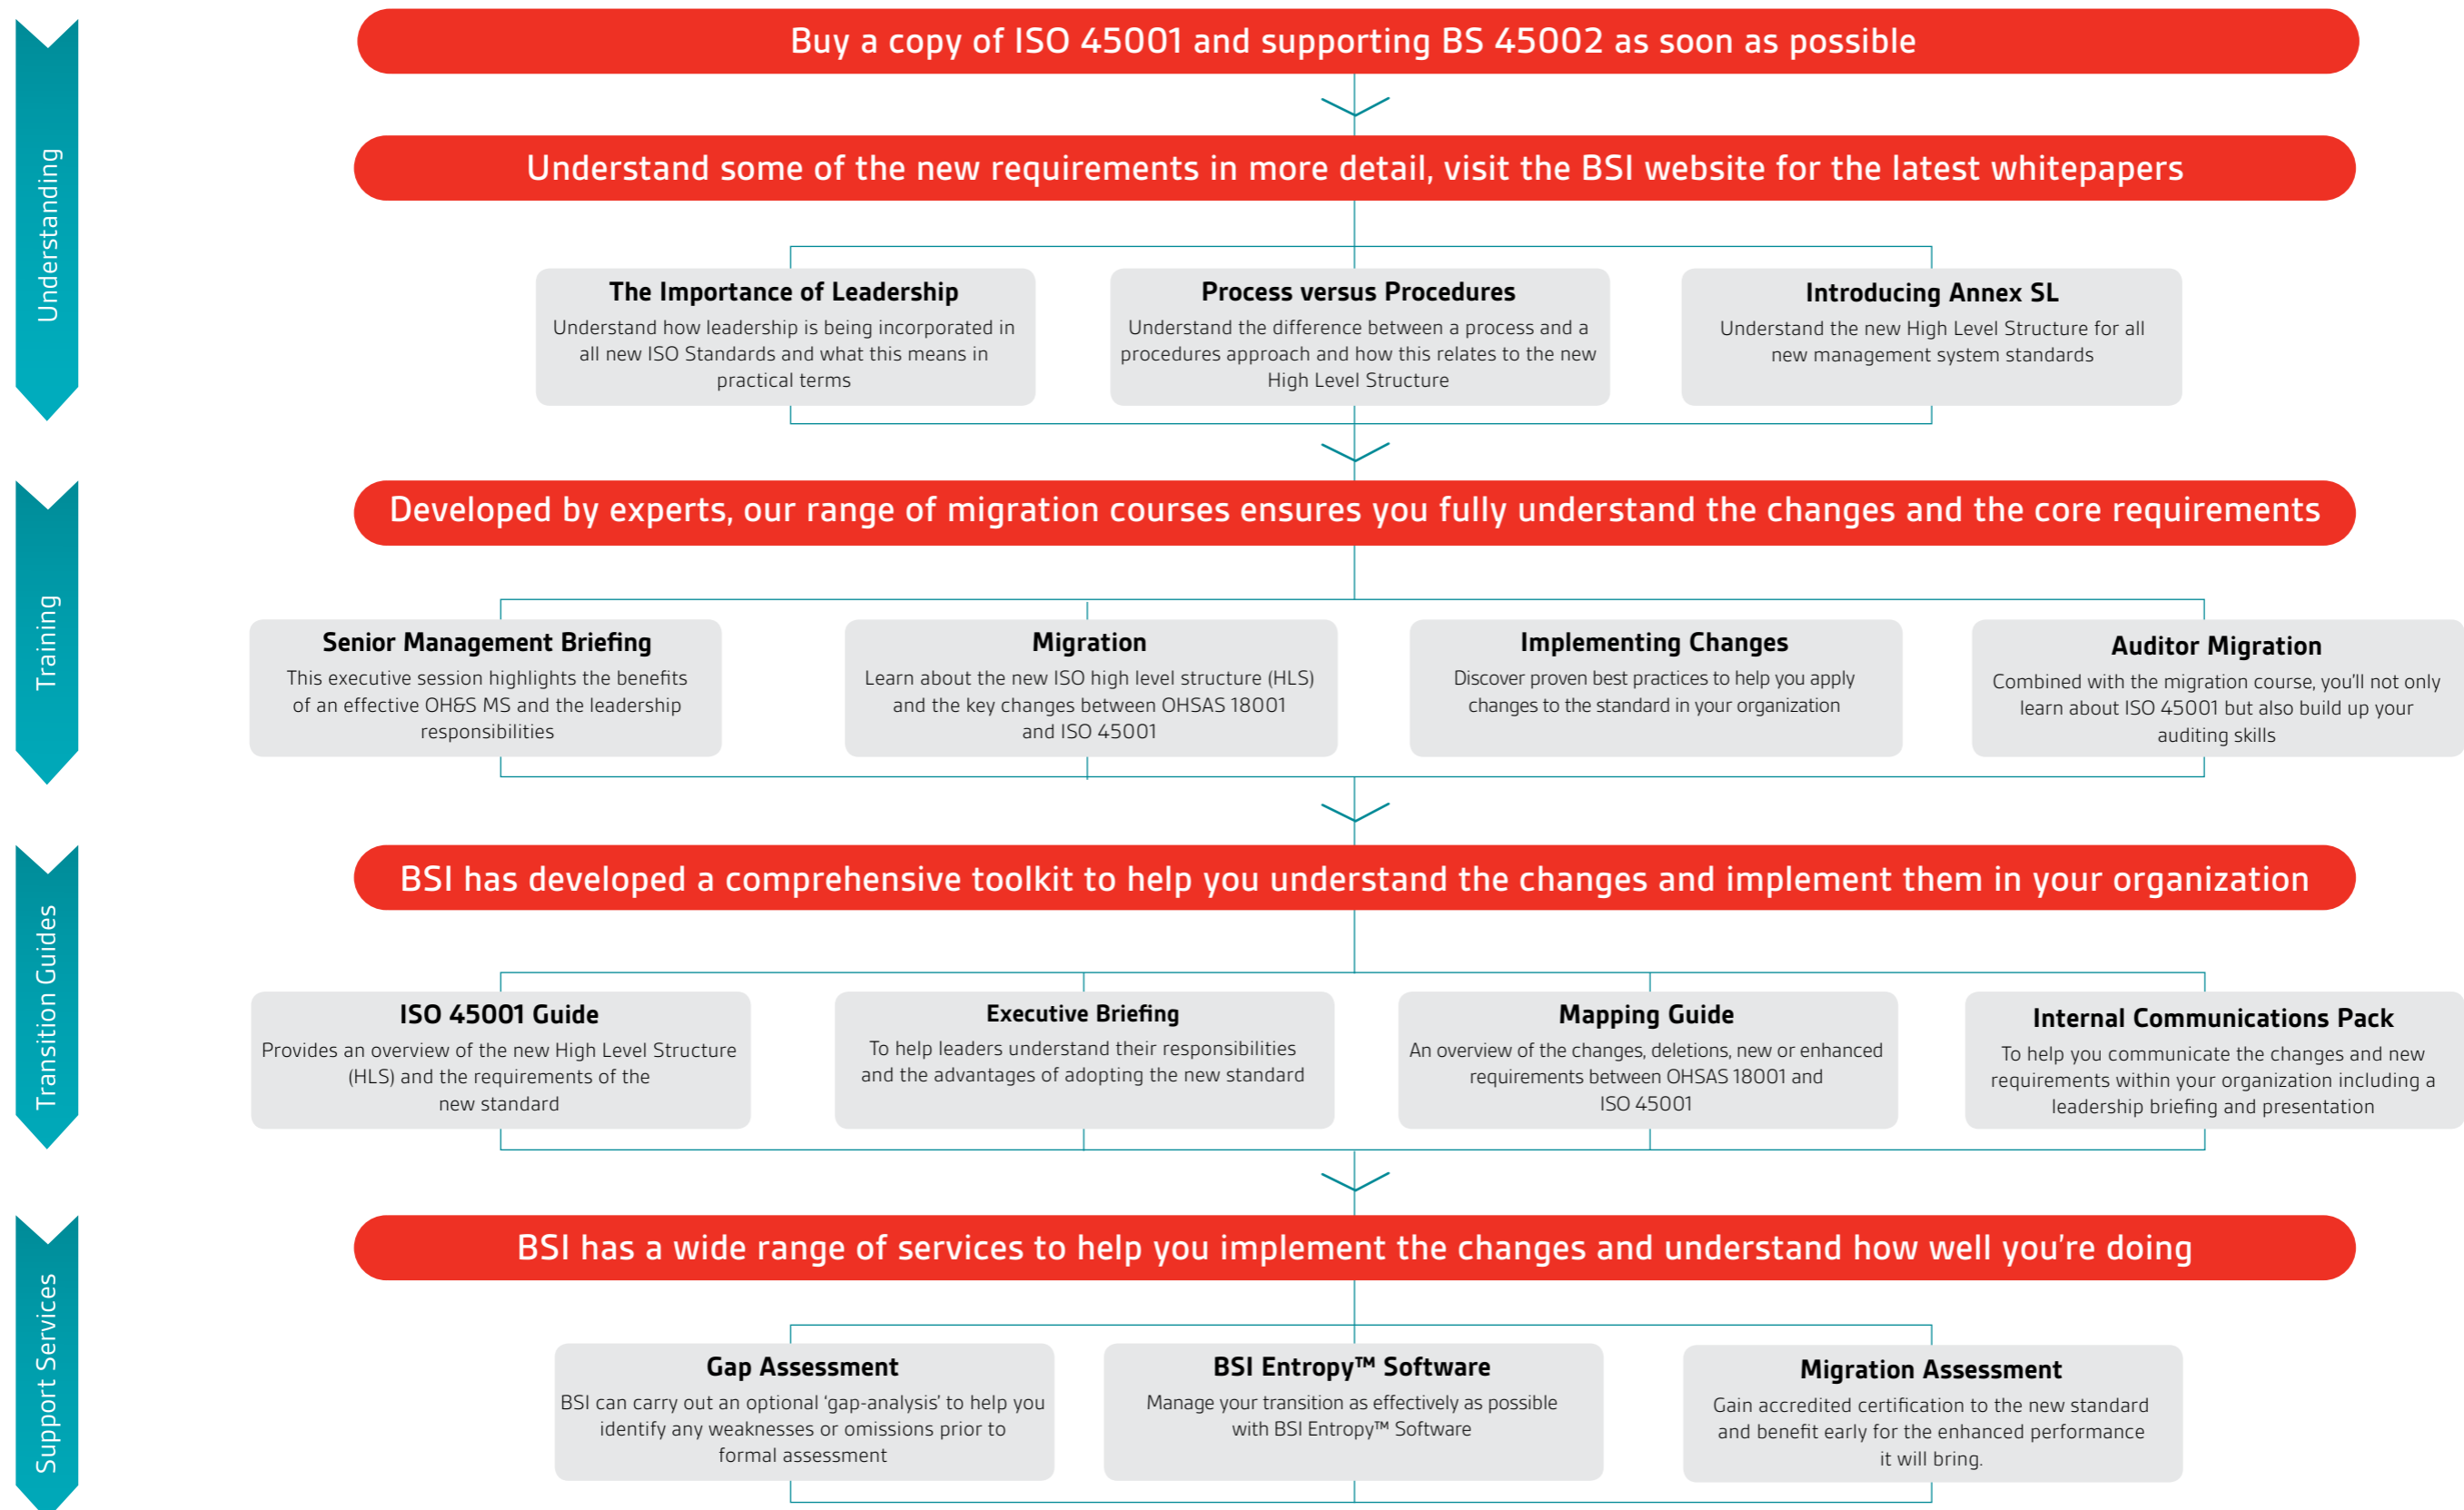 Understanding
Buy a copy of ISO 45001 and supporting BS 45002 as soon as possible
Understand some of the new requirements in more detail, visit the BSI website for the latest whitepapers
The Importance of Leadership
Understand how leadership is being incorporated in
all new ISO Standards and what this means in
practical terms
Process versus Procedures
Understand the difference between a process and a
procedures approach and how this relates to the new
High Level Structure
Introducing Annex SL
Understand the new High Level Structure for all
new management system standards
Training
Developed by experts, our range of migration courses ensures you fully understand the changes and the core requirements
Senior Management Briefing
This executive session highlights the benefits
of an effective OH&S MS and the leadership
responsibilities
Migration
Learn about the new ISO high level structure (HLS)
and the key changes between OHSAS 18001
and ISO 45001
Implementing Changes
Discover proven best practices to help you apply
changes to the standard in your organization
Auditor Migration
Combined with the migration course, you'll not only
learn about ISO 45001 but also build up your
auditing skills
Transition Guides
BSI has developed a comprehensive toolkit to help you understand the changes and implement them in your organization
ISO 45001 Guide
Provides an overview of the new High Level Structure
(HLS) and the requirements of the
new standard
Executive Briefing
To help leaders understand their responsibilities
and the advantages of adopting the new standard
Mapping Guide
An overview of the changes, deletions, new or enhanced
requirements between OHSAS 18001 and
ISO 45001
Internal Communications Pack
To help you communicate the changes and new
requirements within your organization including a
leadership briefing and presentation
Support Services
BSI has a wide range of services to help you implement the changes and understand how well you're doing
Gap Assessment
BSI can carry out an optional 'gap-analysis' to help you
identify any weaknesses or omissions prior to
formal assessment
BSI Entropy™ Software
Manage your transition as effectively as possible
with BSI Entropy™ Software
Migration Assessment
Gain accredited certification to the new standard
and benefit early for the enhanced performance
it will bring.